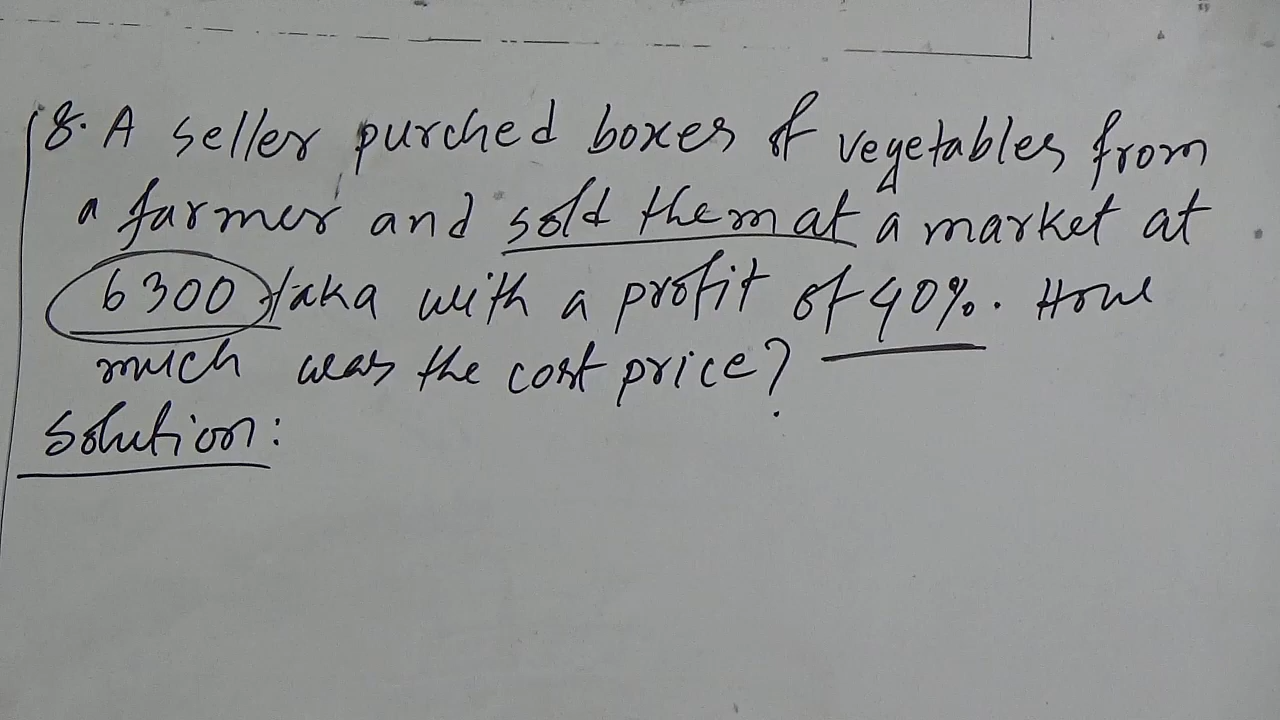 8. A seller purched boxes of vegetables from
a farmer and sold them at a market at
6300 taka with a profit of 40%. How
much was the cost price?
Solution: